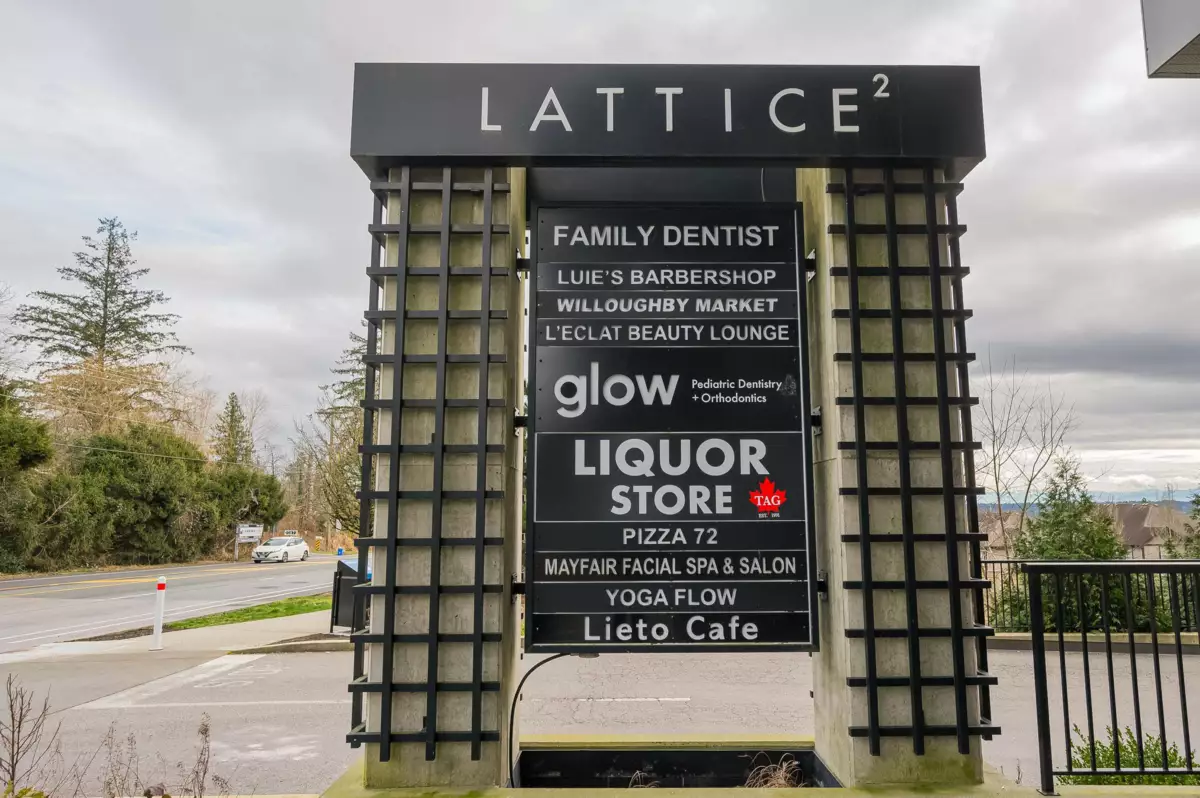 LATTICE²
FAMILY DENTIST
LUIE'S BARBERSHOP
WILLOUGHBY MARKET
L'ECLAT BEAUTY LOUNGE
glow Pediatric Dentistry
+ Orthodontics
LIQUOR
STORE TAG
PIZZA 72
MAYFAIR FACIAL SPA & SALON
YOGA FLOW
Lieto Cafe